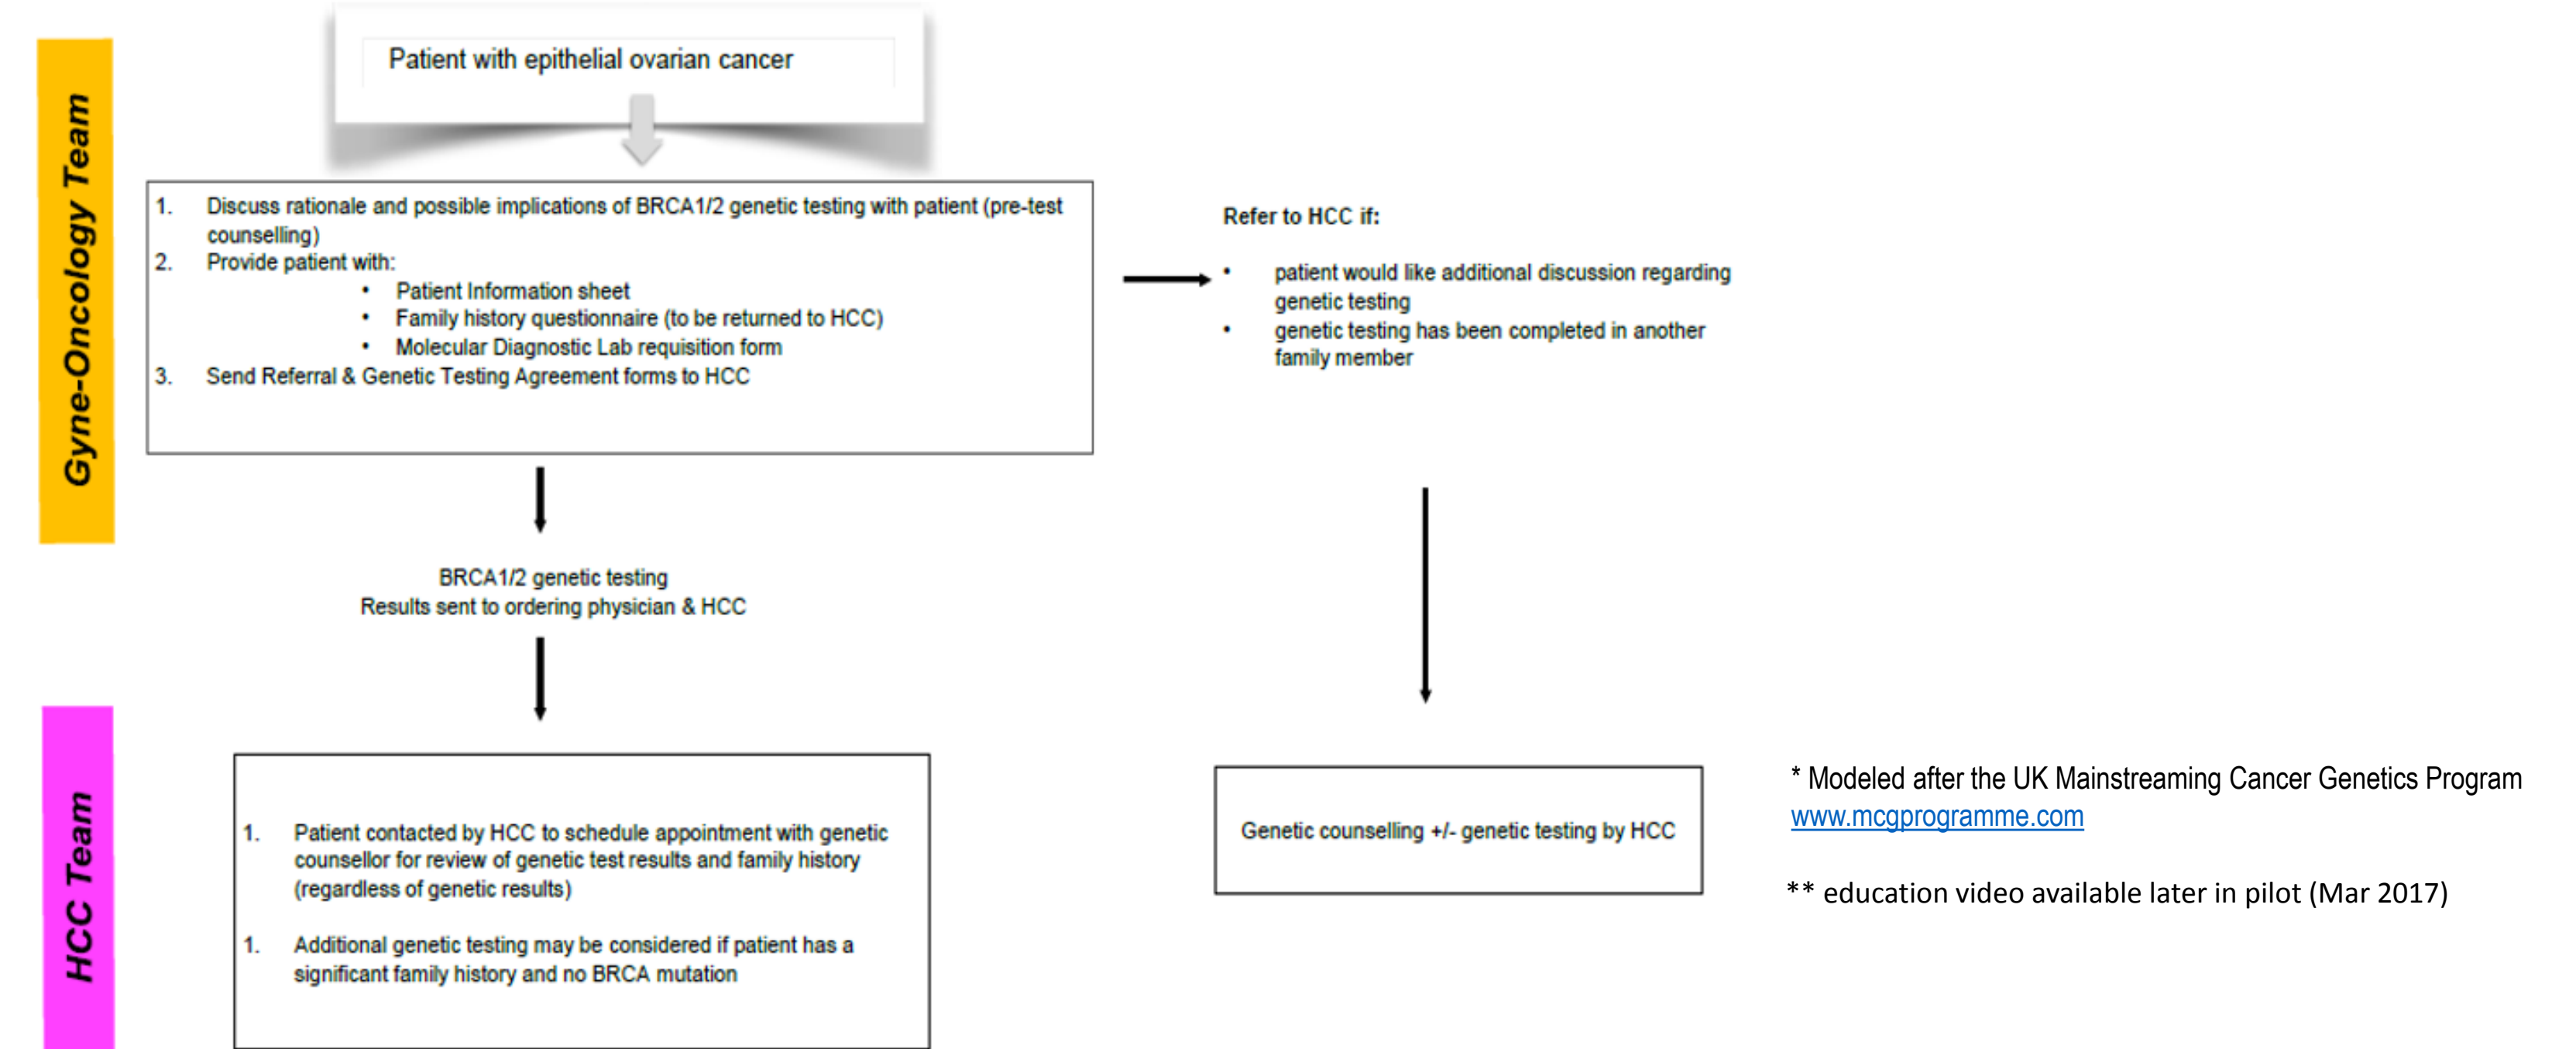 Gyne-Oncology Team
Patient with epithelial ovarian cancer
1. Discuss rationale and possible implications of BRCA1/2 genetic testing with patient (pre-test
counselling)
2. Provide patient with:
• Patient Information sheet
• Family history questionnaire (to be returned to HCC)
• Molecular Diagnostic Lab requisition form
3. Send Referral & Genetic Testing Agreement forms to HCC
Refer to HCC if:
• patient would like additional discussion regarding
genetic testing
• genetic testing has been completed in another
family member
BRCA1/2 genetic testing
Results sent to ordering physician & HCC
HCC Team
1. Patient contacted by HCC to schedule appointment with genetic
counsellor for review of genetic test results and family history
(regardless of genetic results)
1. Additional genetic testing may be considered if patient has a
significant family history and no BRCA mutation
Genetic counselling +/- genetic testing by HCC
* Modeled after the UK Mainstreaming Cancer Genetics Program
www.mcgprogramme.com
** education video available later in pilot (Mar 2017)